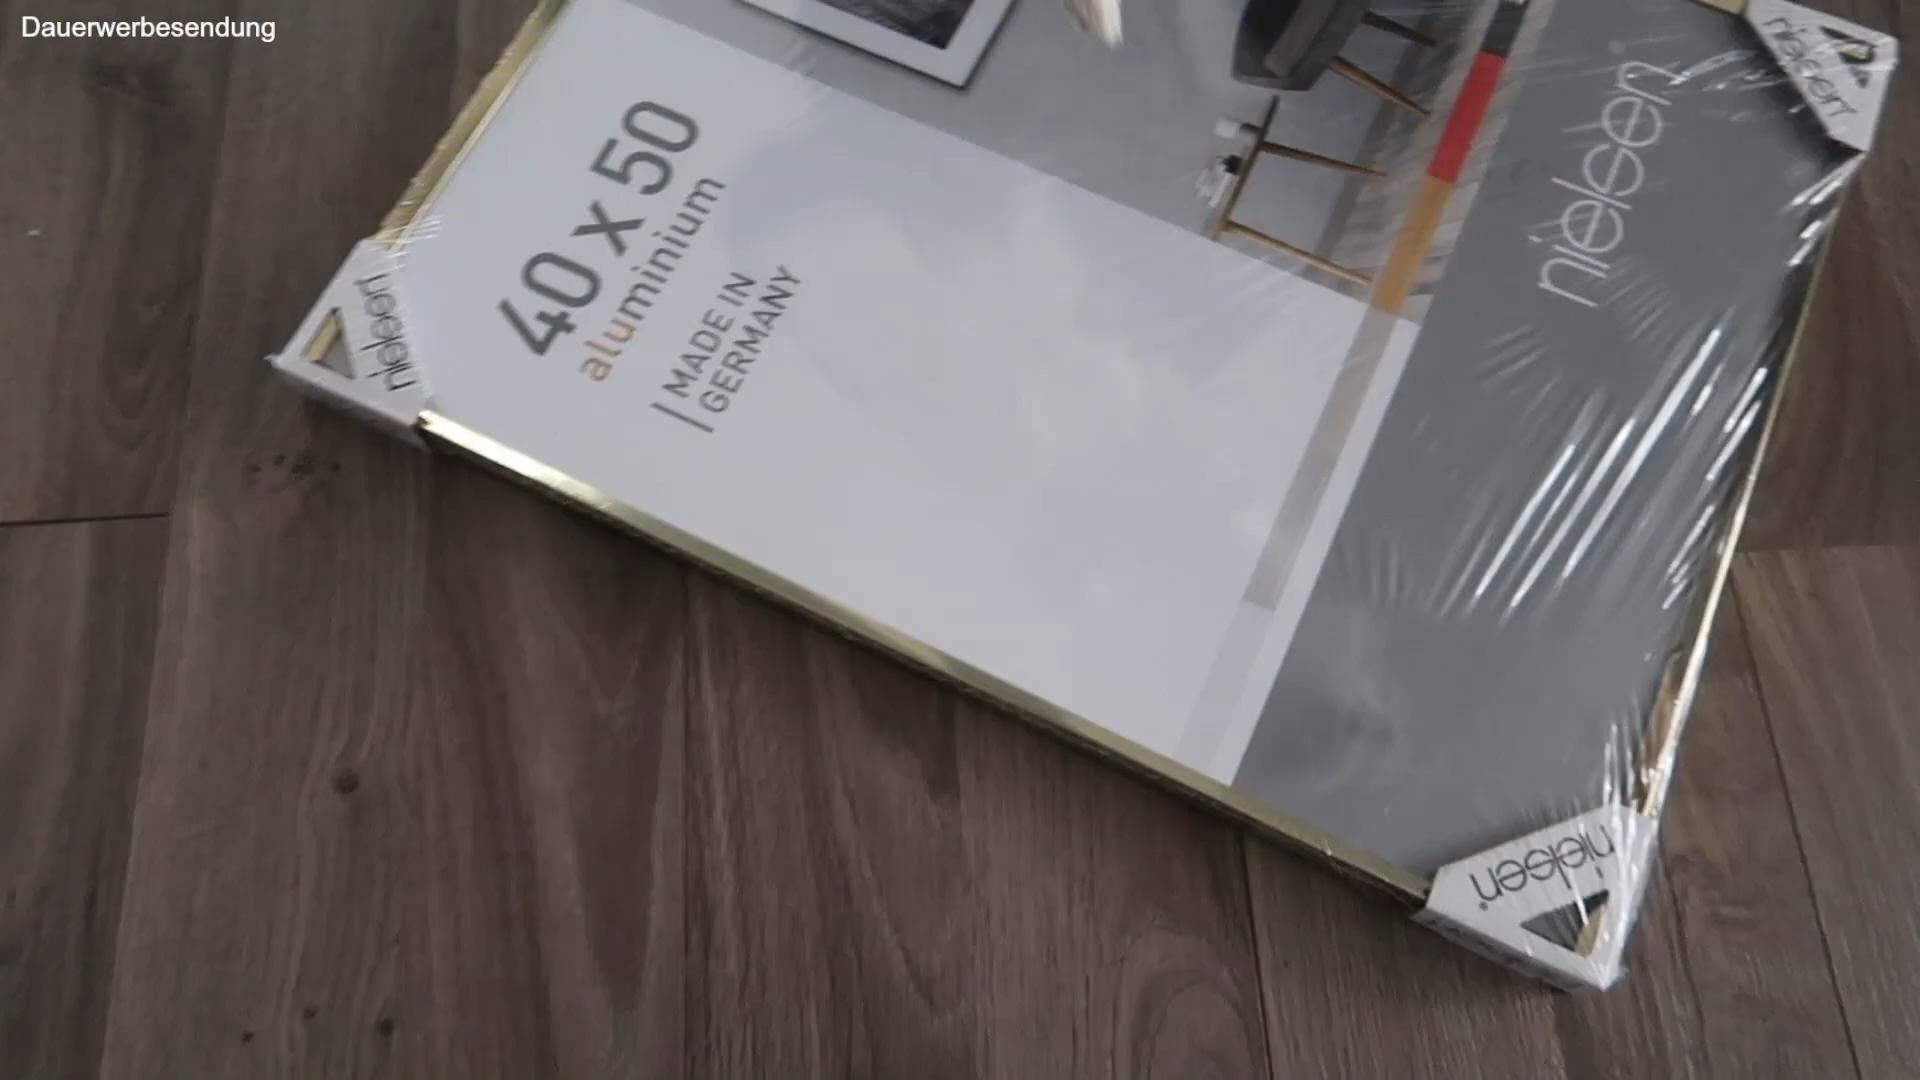 Dauerwerbesendung
40 x 50
aluminium
MADE IN
GERMANY
nielsen
nielsen
nielsen
nielsen